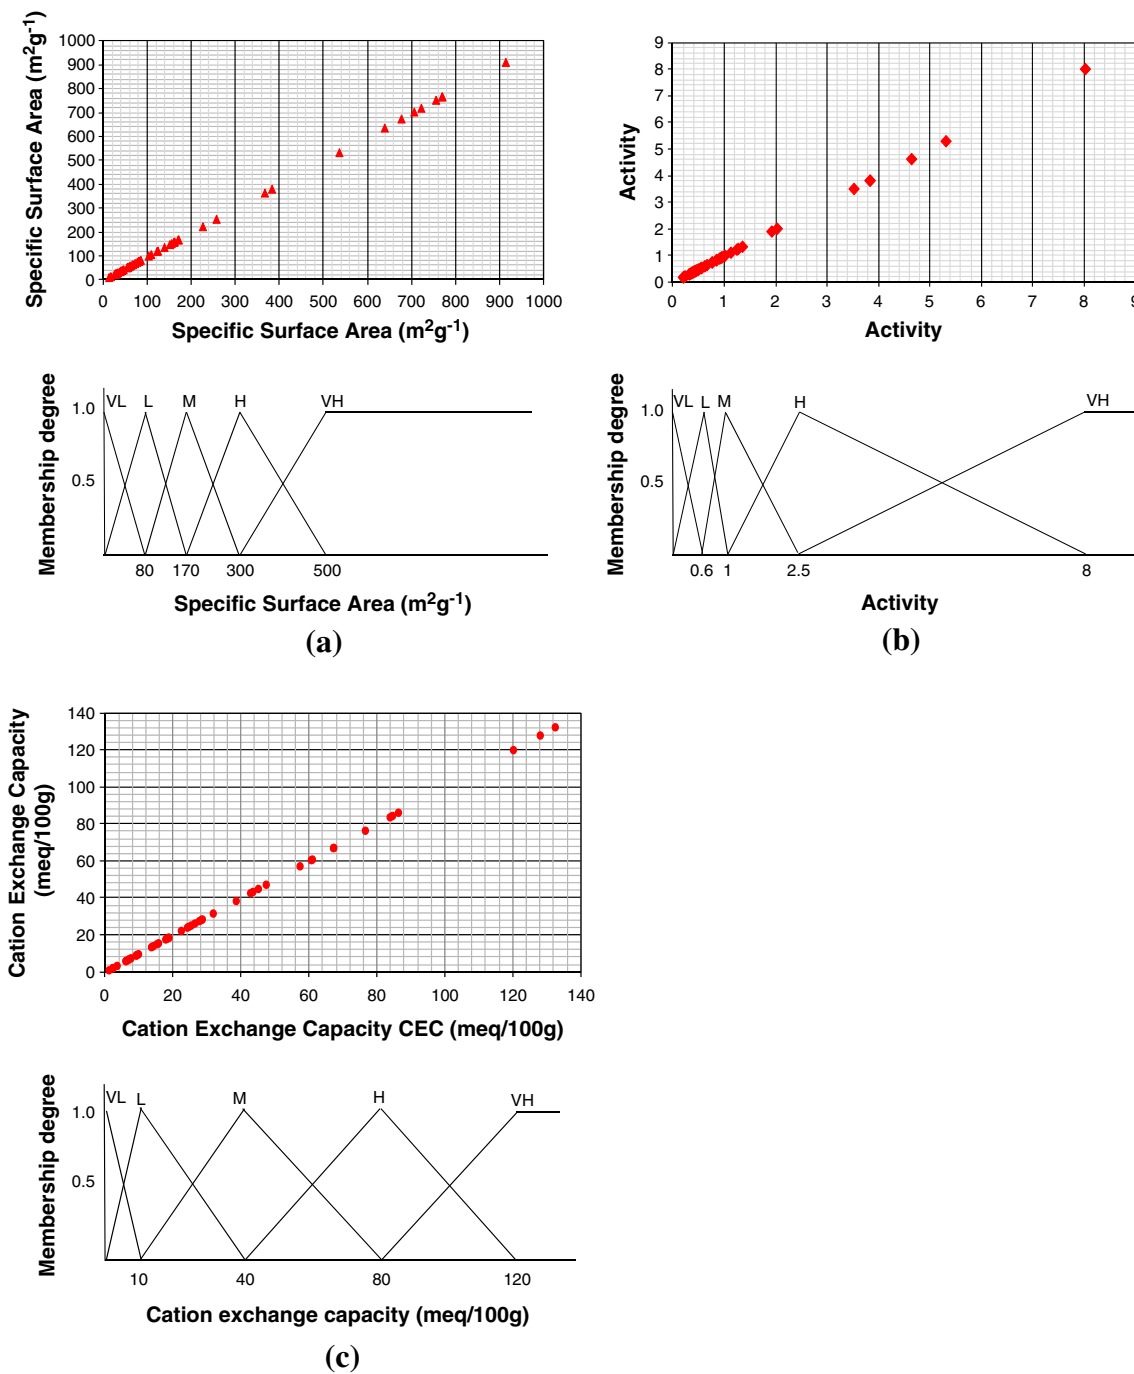 Specific Surface Area (m2g-1)
1000
900
800
700
600
500
400
300
200
100
0
0 100 200 300 400 500 600 700 800 900 1000
Specific Surface Area (m2g-1)
Activity
9
8
7
6
5
4
3
2
1
0
0 1 2 3 4 5 6 7 8 9
Activity
Membership degree
1.0
0.5
VL L M H VH
80 170 300 500
Specific Surface Area (m2g-1)
(a)
Membership degree
1.0
0.5
VL L M H VH
0.6 1 2.5 8
Activity
(b)
Cation Exchange Capacity
(meq/100g)
140
120
100
80
60
40
20
0
0 20 40 60 80 100 120 140
Cation Exchange Capacity CEC (meq/100g)
Membership degree
1.0
0.5
VL L M H VH
10 40 80 120
Cation exchange capacity (meq/100g)
(c)